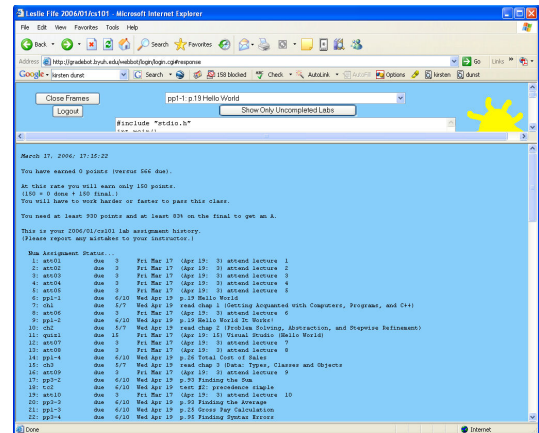 Leslie Fife 2006/01/cs101 - Microsoft Internet Explorer
File Edit View Favorites Tools Help
Back Search Favorites
Address http://gradebot.byuh.edu/webbot/login/login.cgi#response Go Links »
Google - kirsten dunst Search 158 blocked Check AutoLink AutoFill Options kirsten dunst
Close Frames pp1-1: p.19 Hello World
Logout Show Only Uncompleted Labs
#include "stdio.h"
int main()
March 17, 2006; 17:15:22
You have earned 0 points (versus 566 due).
At this rate you will earn only 150 points.
(150 = 0 done + 150 final.)
You will have to work harder or faster to pass this class.
You need at least 930 points and at least 83% on the final to get an A.
This is your 2006/01/cs101 lab assignment history.
(Please report any mistakes to your instructor.)
Num Assignment Status...
1: att01 due 3 Fri Mar 17 (Apr 19: 3) attend lecture 1
2: att02 due 3 Fri Mar 17 (Apr 19: 3) attend lecture 2
3: att03 due 3 Fri Mar 17 (Apr 19: 3) attend lecture 3
4: att04 due 3 Fri Mar 17 (Apr 19: 3) attend lecture 4
5: att05 due 3 Fri Mar 17 (Apr 19: 3) attend lecture 5
6: pp1-1 due 6/10 Wed Apr 19 p.19 Hello World
7: ch1 due 5/7 Wed Apr 19 read chap 1 (Getting Acquanted with Computers, Programs, and C++)
8: att06 due 3 Fri Mar 17 (Apr 19: 3) attend lecture 6
9: pp1-2 due 6/10 Wed Apr 19 p.19 Hello World It Works!
10: ch2 due 5/7 Wed Apr 19 read chap 2 (Problem Solving, Abstraction, and Stepwise Refinement)
11: quiz1 due 15 Fri Mar 17 (Apr 19: 15) Visual Studio (Hello World)
12: att07 due 3 Fri Mar 17 (Apr 19: 3) attend lecture 7
13: att08 due 3 Fri Mar 17 (Apr 19: 3) attend lecture 8
14: pp1-4 due 6/10 Wed Apr 19 p.26 Total Cost of Sales
15: ch3 due 5/7 Wed Apr 19 read chap 3 (Data: Types, Classes and Objects
16: att09 due 3 Fri Mar 17 (Apr 19: 3) attend lecture 9
17: pp3-2 due 6/10 Wed Apr 19 p.93 Finding the Sum
18: tc2 due 6/10 Wed Apr 19 test #2: precedence simple
19: att10 due 3 Fri Mar 17 (Apr 19: 3) attend lecture 10
20: pp3-3 due 6/10 Wed Apr 19 p.93 Finding the Average
21: pp1-3 due 6/10 Wed Apr 19 p.25 Gross Pay Calculation
22: pp3-4 due 6/10 Wed Apr 19 p.95 Finding Syntax Errors
Done Internet